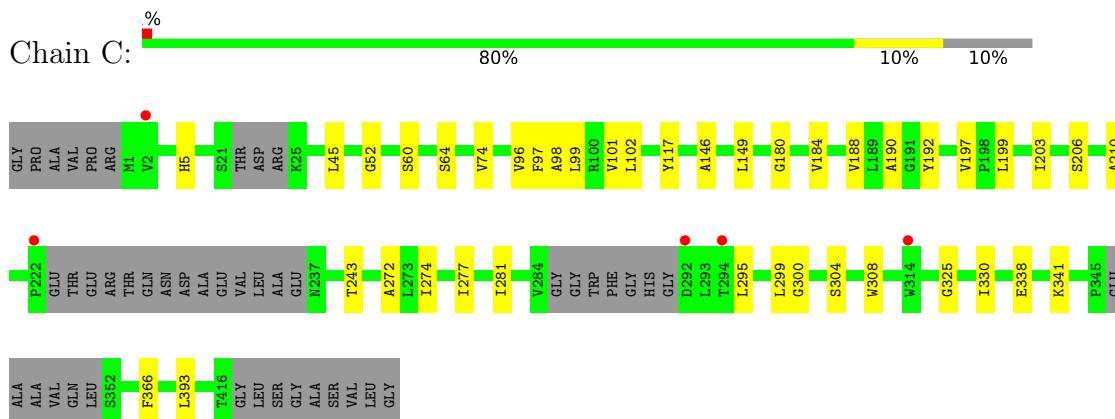 .%
Chain C:
80% 10% 10%
GLY PRO ALA VAL PRO ARG M1 V2 H5 S21 THR ASP ARG K25 L45 G52 S60 S64 V74 V96 F97 A98 L99 R100 V101 L102 Y117 A146 L149 G180 V184 V188 L189 A190 G191 Y192 V197 P198 L199 I203 S206
P222 GLU THR THR GLU ARG THR GLN ASN ASP ALA GLU VAL LEU ALA GLU N237 T243 A272 L273 I274 I277 I281 V284 GLY GLY TRP PHE GLY HIS GLY D292 L293 T294 L295 L299 G300 S304 W308 W314 G325 I330 E338 K341 P345
ALA ALA VAL GLN LEU S352 F366 L393 T416 GLY LEU SER GLY ALA SER VAL LEU GLY